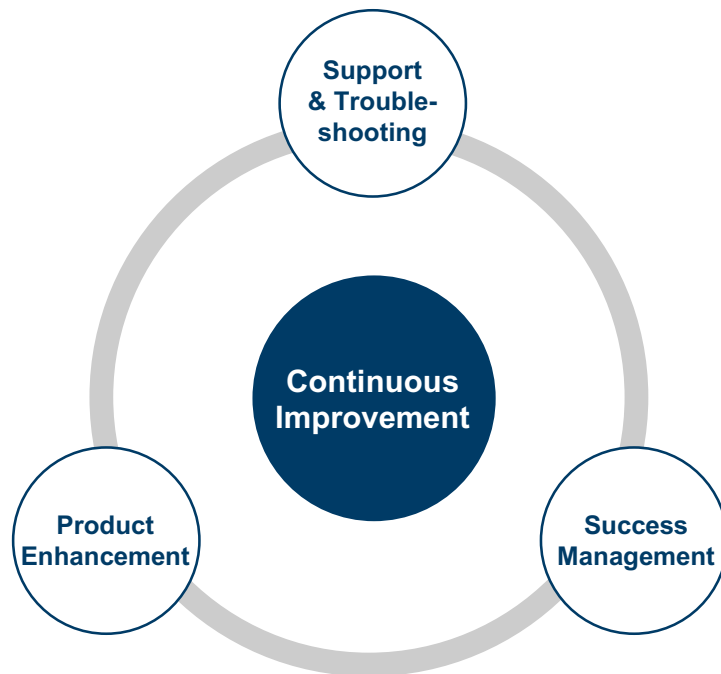 Support
& Trouble-
shooting
Continuous
Improvement
Product
Enhancement
Success
Management